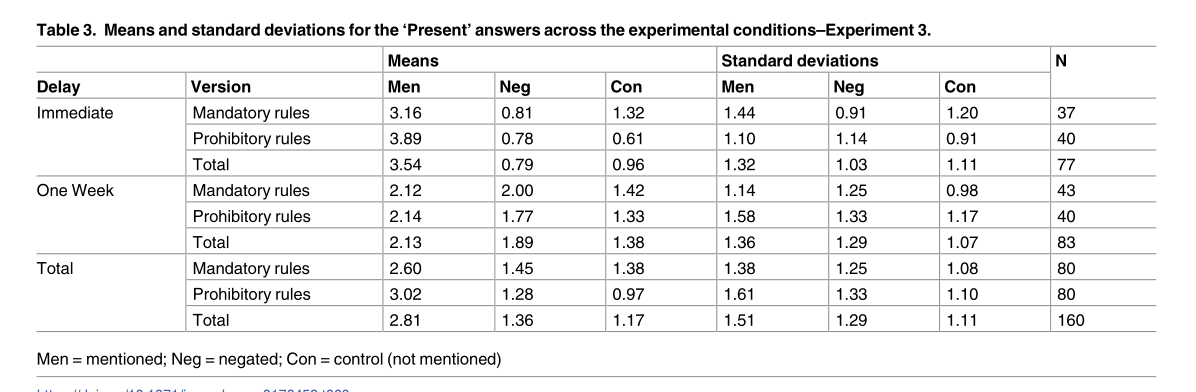 Table 3. Means and standard deviations for the ‘Present’ answers across the experimental conditions–Experiment 3.
Means Standard deviations N
Delay Version Men Neg Con Men Neg Con
Immediate Mandatory rules 3.16 0.81 1.32 1.44 0.91 1.20 37
Prohibitory rules 3.89 0.78 0.61 1.10 1.14 0.91 40
Total 3.54 0.79 0.96 1.32 1.03 1.11 77
One Week Mandatory rules 2.12 2.00 1.42 1.14 1.25 0.98 43
Prohibitory rules 2.14 1.77 1.33 1.58 1.33 1.17 40
Total 2.13 1.89 1.38 1.36 1.29 1.07 83
Total Mandatory rules 2.60 1.45 1.38 1.38 1.25 1.08 80
Prohibitory rules 3.02 1.28 0.97 1.61 1.33 1.10 80
Total 2.81 1.36 1.17 1.51 1.29 1.11 160
Men = mentioned; Neg = negated; Con = control (not mentioned)